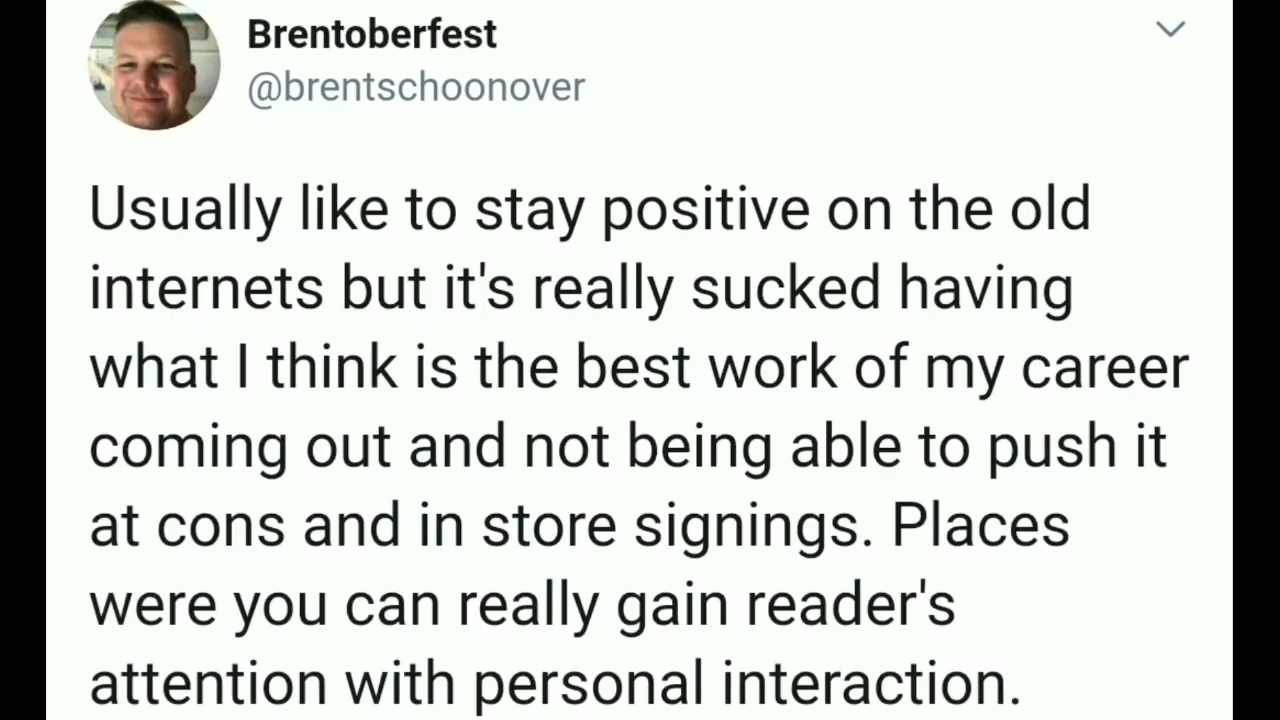 Brentoberfest
@brentschoonover
Usually like to stay positive on the old
internets but it's really sucked having
what I think is the best work of my career
coming out and not being able to push it
at cons and in store signings. Places
were you can really gain reader's
attention with personal interaction.